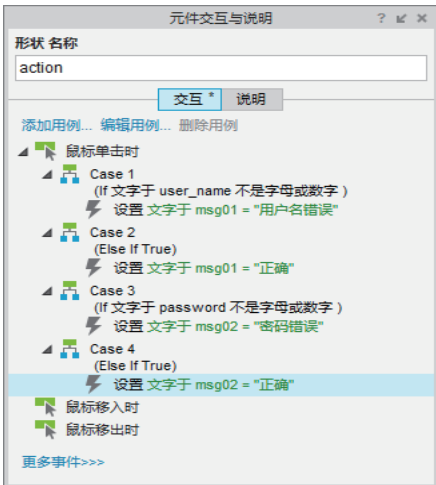 元件交互与说明
形状 名称
action
交互 * 说明
添加用例... 编辑用例... 删除用例
鼠标单击时
Case 1
(If 文字于 user_name 不是字母或数字 )
设置 文字于 msg01 = "用户名错误"
Case 2
(Else If True)
设置 文字于 msg01 = "正确"
Case 3
(If 文字于 password 不是字母或数字 )
设置 文字于 msg02 = "密码错误"
Case 4
(Else If True)
设置 文字于 msg02 = "正确"
鼠标移入时
鼠标移出时
更多事件>>>